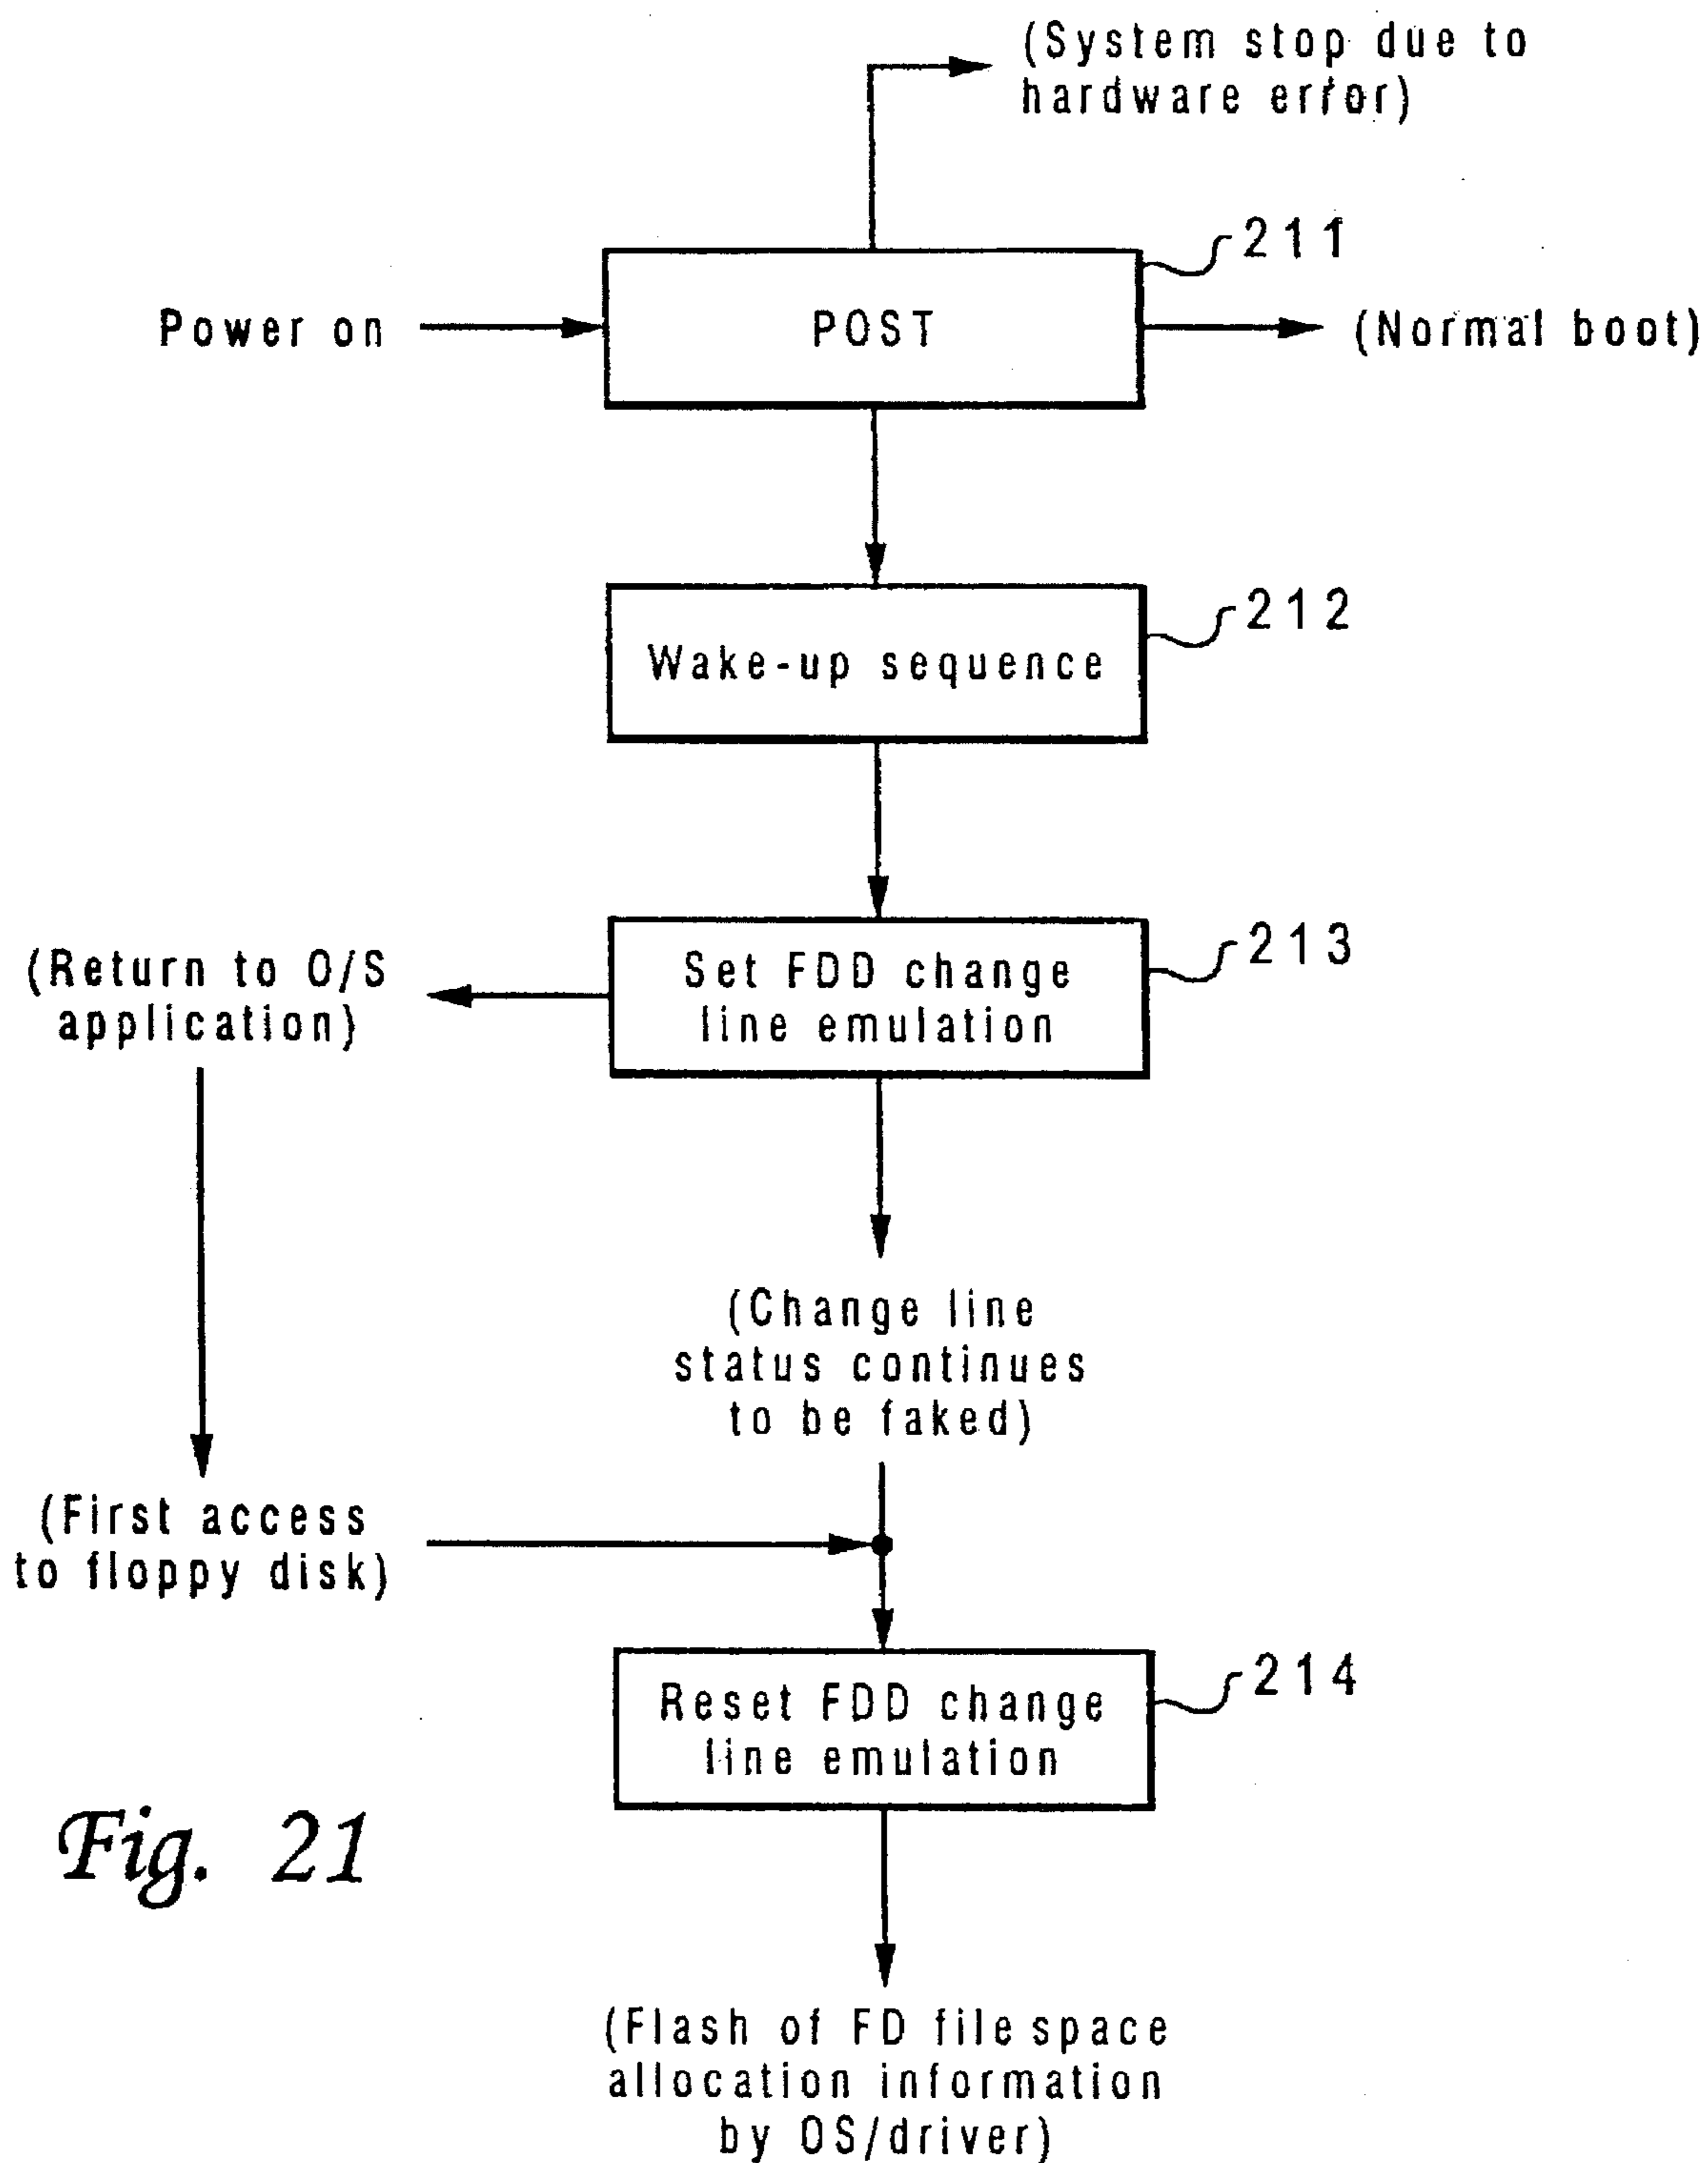 (System stop due to
hardware error)
211
Power on
POST
(Normal boot)
212
Wake-up sequence
213
(Return to O/S
application)
Set FDD change
line emulation
(Change line
status continues
to be faked)
(First access
to floppy disk)
214
Reset FDD change
line emulation
Fig. 21
(Flash of FD file space
allocation information
by OS/driver)